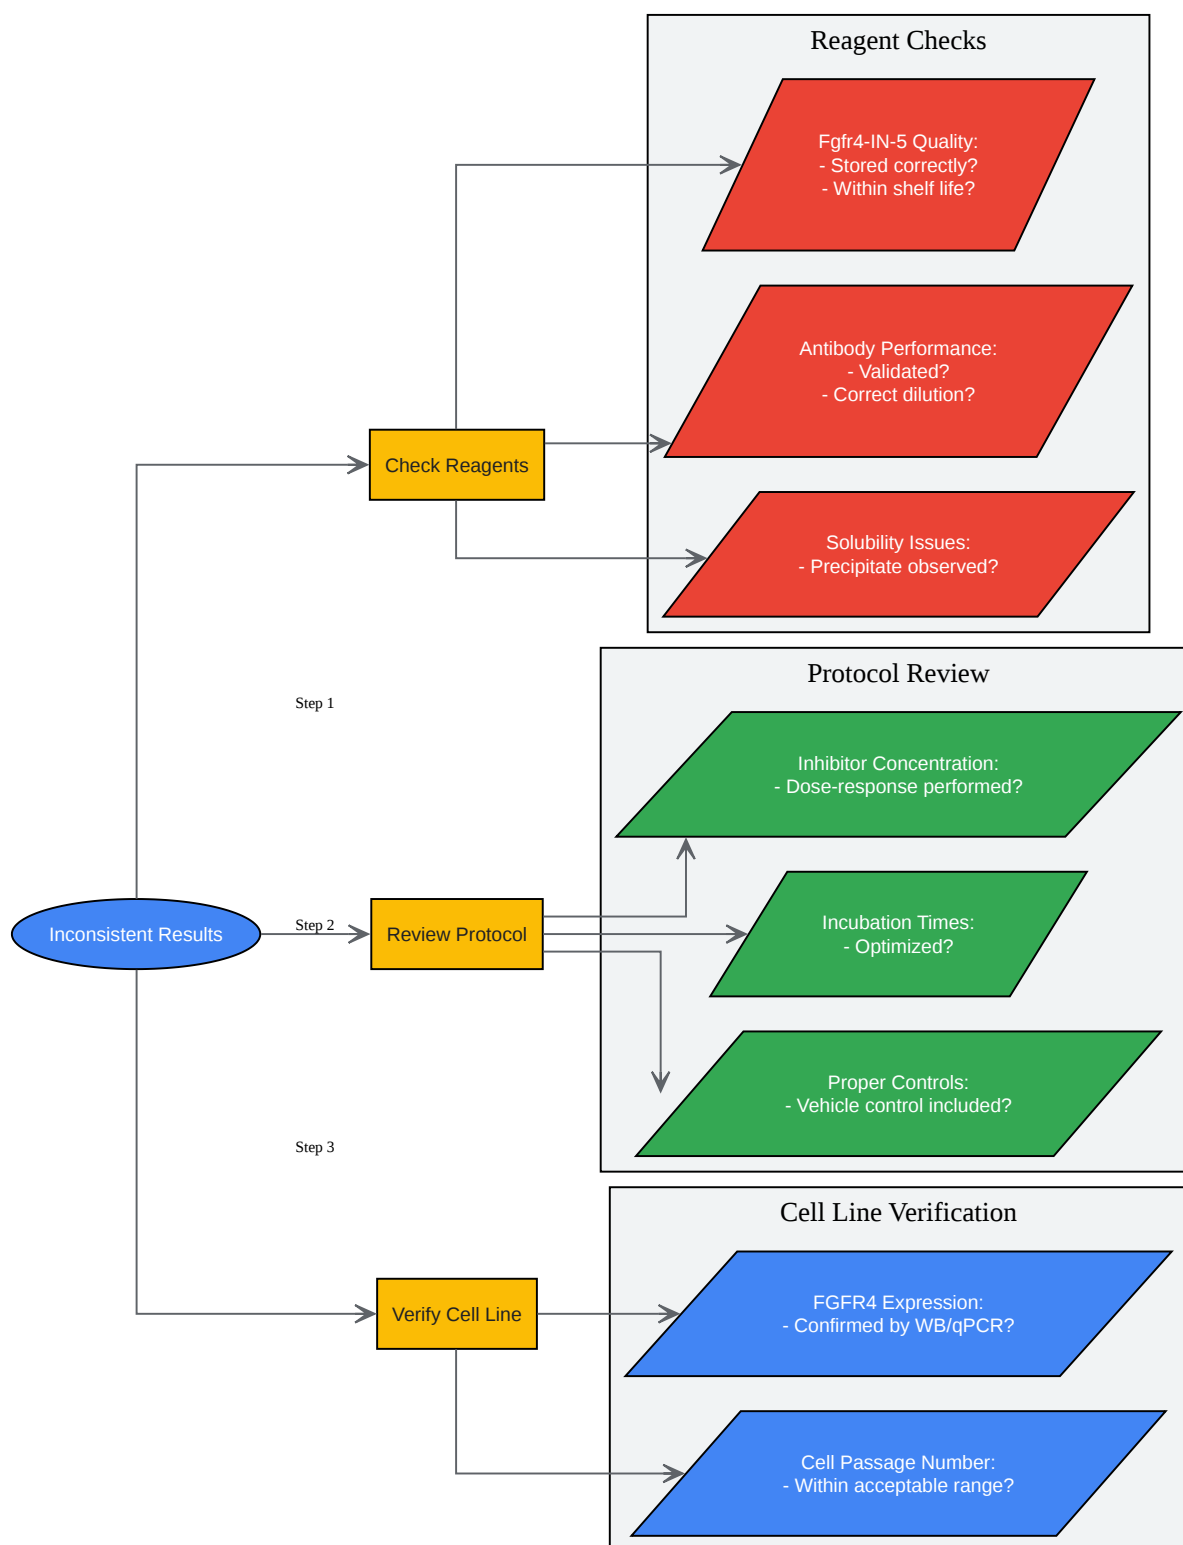 Reagent Checks
Fgfr4-IN-5 Quality:
- Stored correctly?
- Within shelf life?
Antibody Performance:
- Validated?
- Correct dilution?
Check Reagents
Solubility Issues:
- Precipitate observed?
Protocol Review
Step 1
Inhibitor Concentration:
- Dose-response performed?
Inconsistent Results
Step 2
Review Protocol
Incubation Times:
- Optimized?
Proper Controls:
- Vehicle control included?
Step 3
Cell Line Verification
Verify Cell Line
FGFR4 Expression:
- Confirmed by WB/qPCR?
Cell Passage Number:
- Within acceptable range?